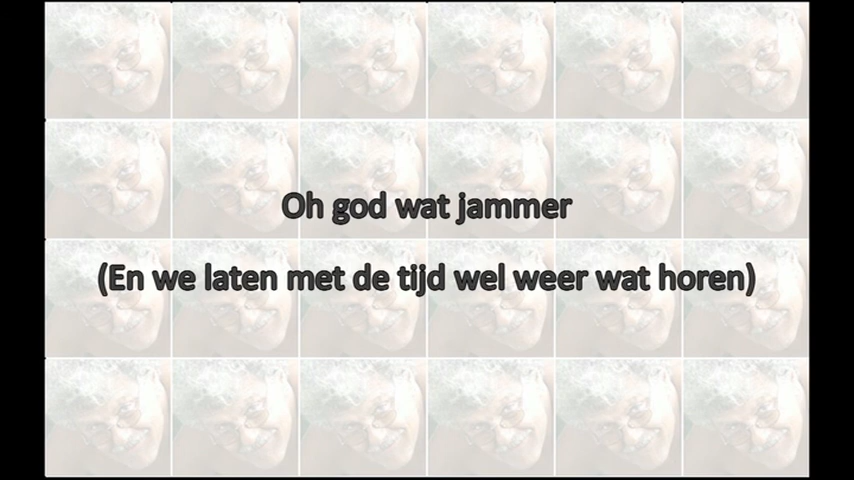 Oh god wat jammer
(En we laten met de tijd wel weer wat horen)